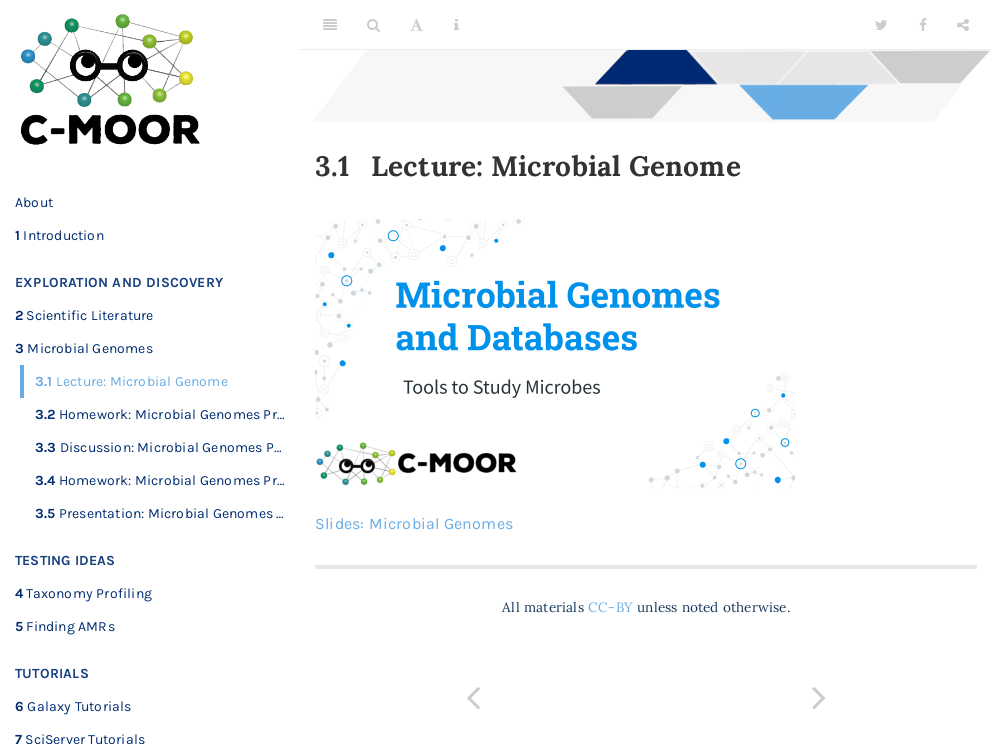 C-MOOR
About
1 Introduction
EXPLORATION AND DISCOVERY
2 Scientific Literature
3 Microbial Genomes
3.1 Lecture: Microbial Genome
3.2 Homework: Microbial Genomes Pr...
3.3 Discussion: Microbial Genomes P...
3.4 Homework: Microbial Genomes Pr...
3.5 Presentation: Microbial Genomes ...
TESTING IDEAS
4 Taxonomy Profiling
5 Finding AMRs
TUTORIALS
6 Galaxy Tutorials
7 SciServer Tutorials
A
3.1 Lecture: Microbial Genome
Microbial Genomes
and Databases
Tools to Study Microbes
C-MOOR
Slides: Microbial Genomes
All materials CC-BY unless noted otherwise.